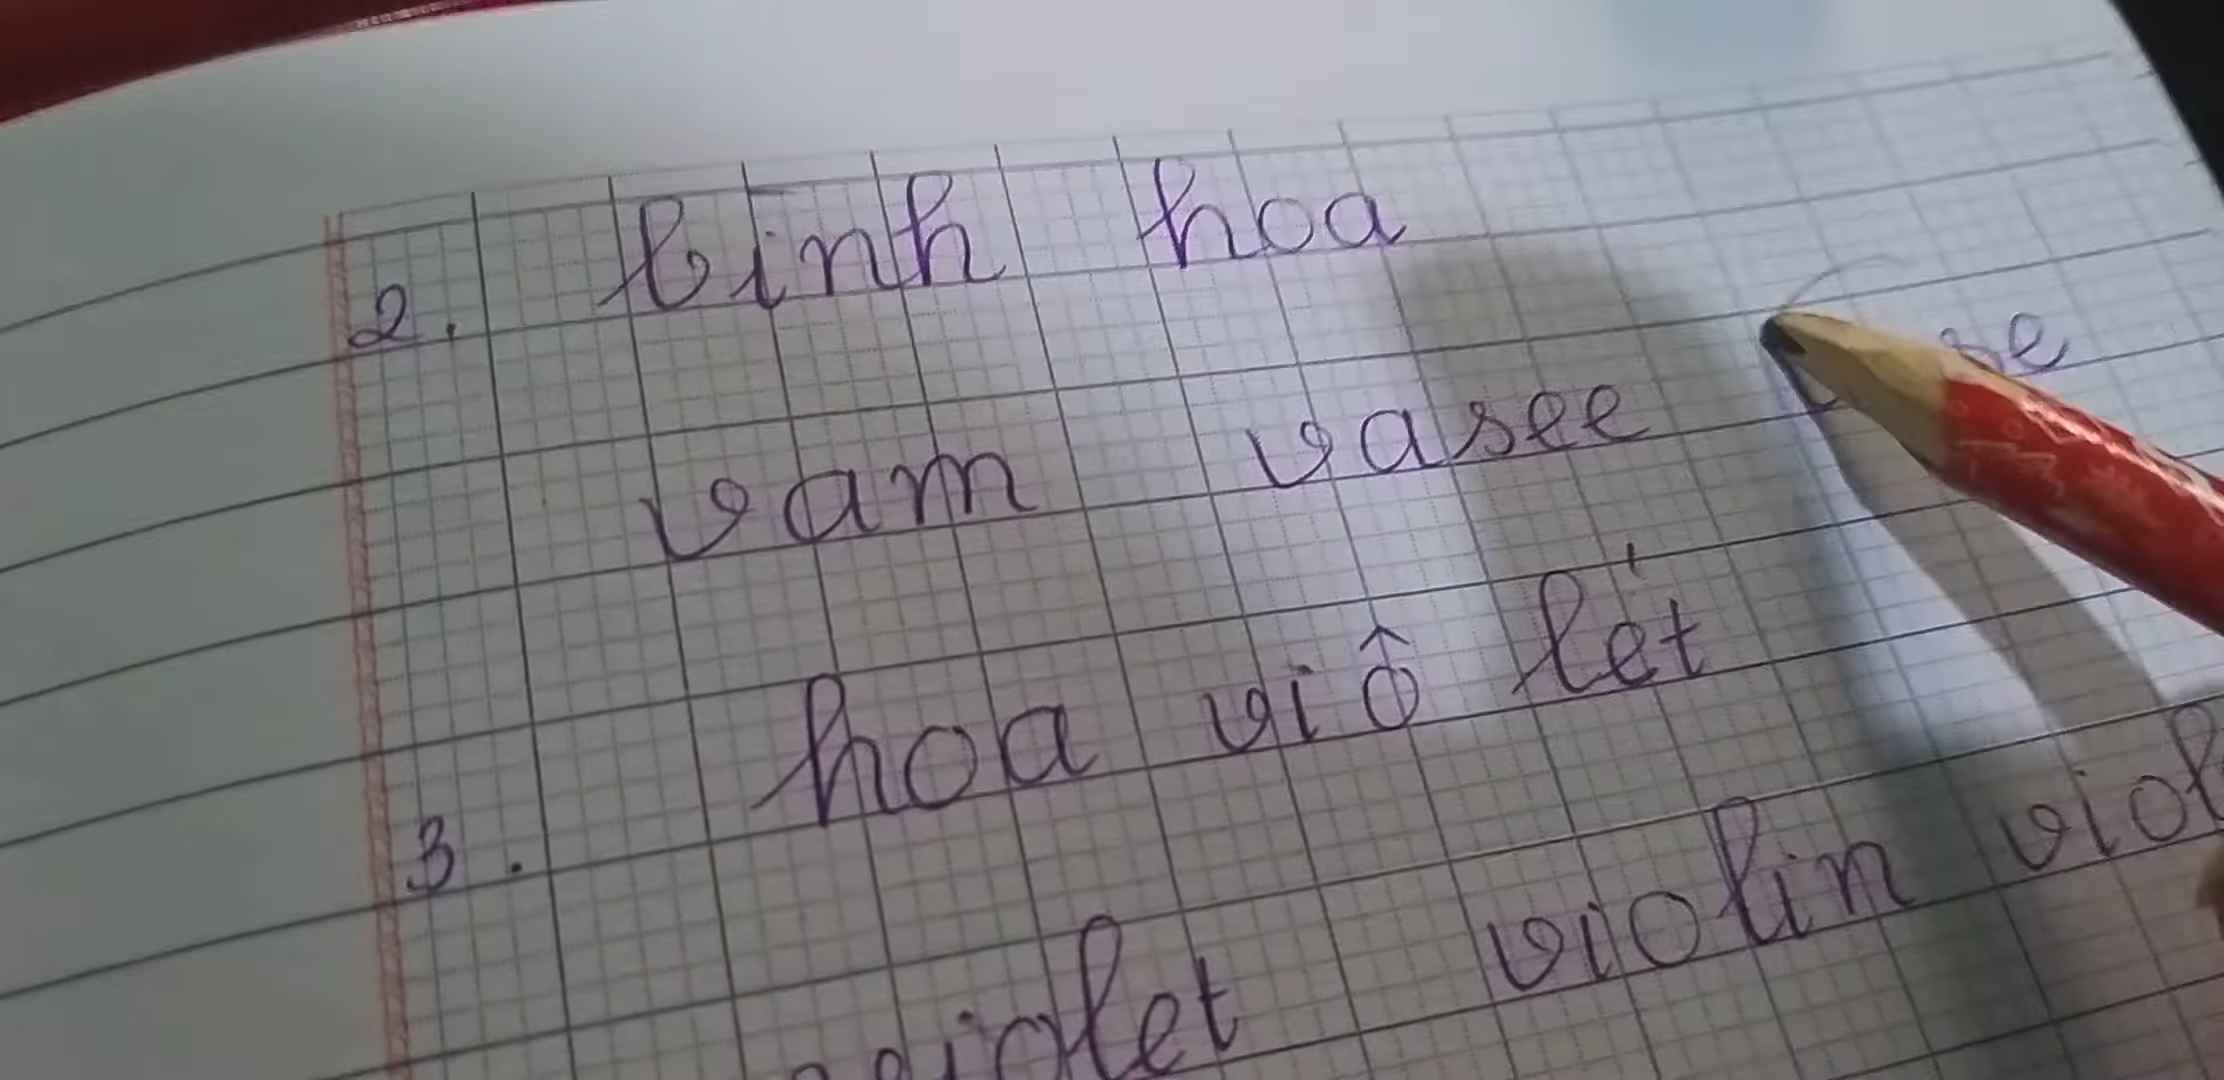 2. bình hoa
vam vasee
3. hoa vi ô lét
violet violin